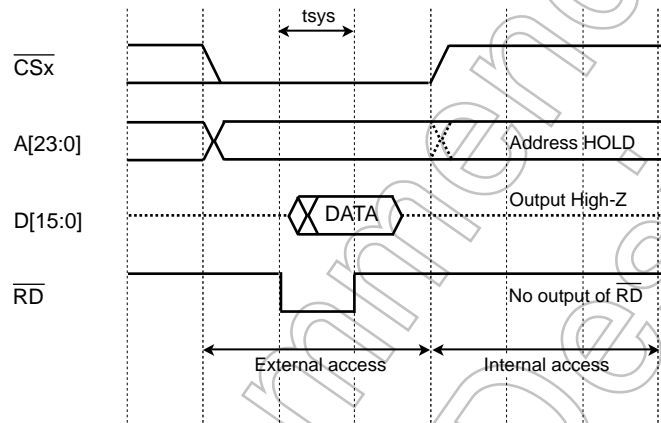 tsys
CSx
A[23:0]
Address HOLD
D[15:0]
DATA
Output High-Z
RD
No output of RD
External access
Internal access